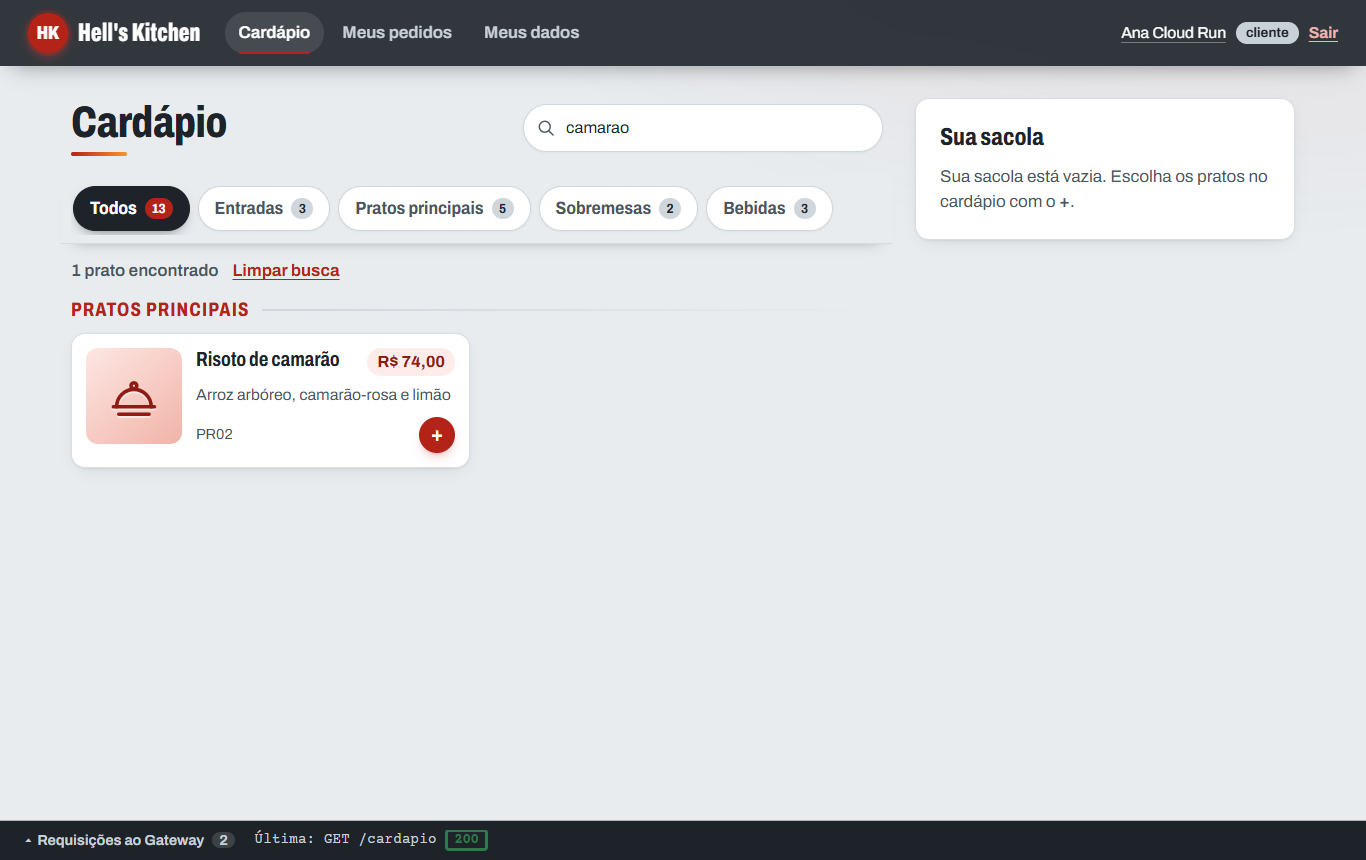 HK Hell's Kitchen Cardápio Meus pedidos Meus dados Ana Cloud Run cliente Sair
Cardápio
camarao
Todos 13 Entradas 3 Pratos principais 5 Sobremesas 2 Bebidas 3
1 prato encontrado Limpar busca
PRATOS PRINCIPAIS
Risoto de camarão R$ 74,00
Arroz arbóreo, camarão-rosa e limão
PR02 +
Sua sacola
Sua sacola está vazia. Escolha os pratos no
cardápio com o +.
Requisições ao Gateway 2 Última: GET /cardapio 200